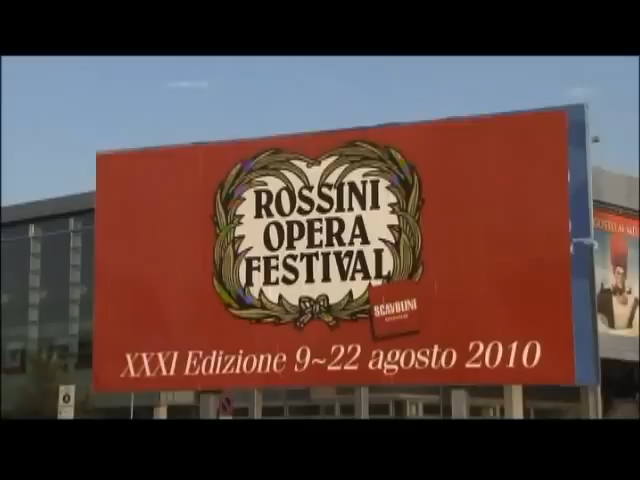 ROSSINI
OPERA
FESTIVAL
SCAVOLINI
XXXI Edizione 9~22 agosto 2010